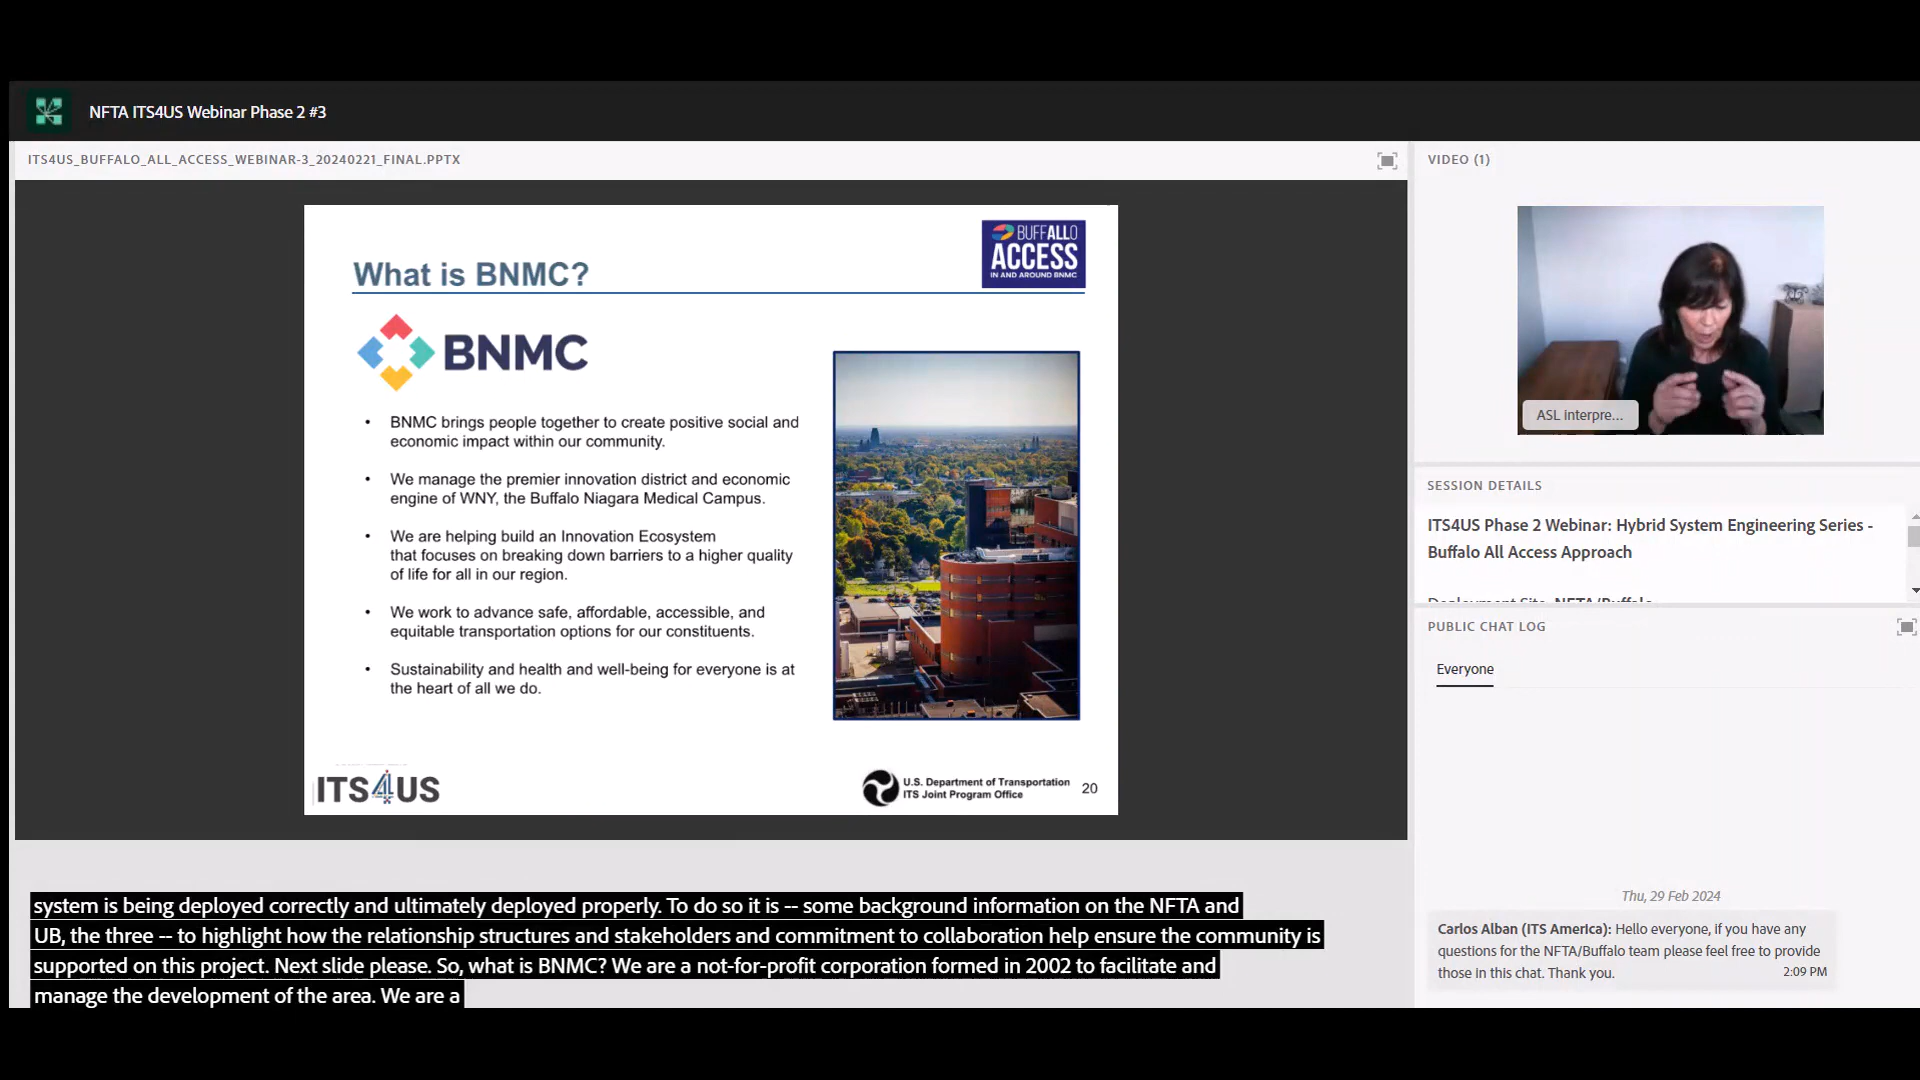 NFTA ITS4US Webinar Phase 2 #3
ITS4US_BUFFALO_ALL_ACCESS_WEBINAR-3_20240221_FINAL.PPTX
What is BNMC?
BUFFALLO
ACCESS
IN AND AROUND BNMC
BNMC
• BNMC brings people together to create positive social and
economic impact within our community.
• We manage the premier innovation district and economic
engine of WNY, the Buffalo Niagara Medical Campus.
• We are helping build an Innovation Ecosystem
that focuses on breaking down barriers to a higher quality
of life for all in our region.
• We work to advance safe, affordable, accessible, and
equitable transportation options for our constituents.
• Sustainability and health and well-being for everyone is at
the heart of all we do.
ITS4US
U.S. Department of Transportation
ITS Joint Program Office
20
system is being deployed correctly and ultimately deployed properly. To do so it is -- some background information on the NFTA and
UB, the three -- to highlight how the relationship structures and stakeholders and commitment to collaboration help ensure the community is
supported on this project. Next slide please. So, what is BNMC? We are a not-for-profit corporation formed in 2002 to facilitate and
manage the development of the area. We are a
VIDEO (1)
ASL interpre...
SESSION DETAILS
ITS4US Phase 2 Webinar: Hybrid System Engineering Series -
Buffalo All Access Approach
Deployment Site: NFTA/Buffalo
PUBLIC CHAT LOG
Everyone
Thu, 29 Feb 2024
Carlos Alban (ITS America): Hello everyone, if you have any
questions for the NFTA/Buffalo team please feel free to provide
those in this chat. Thank you. 2:09 PM